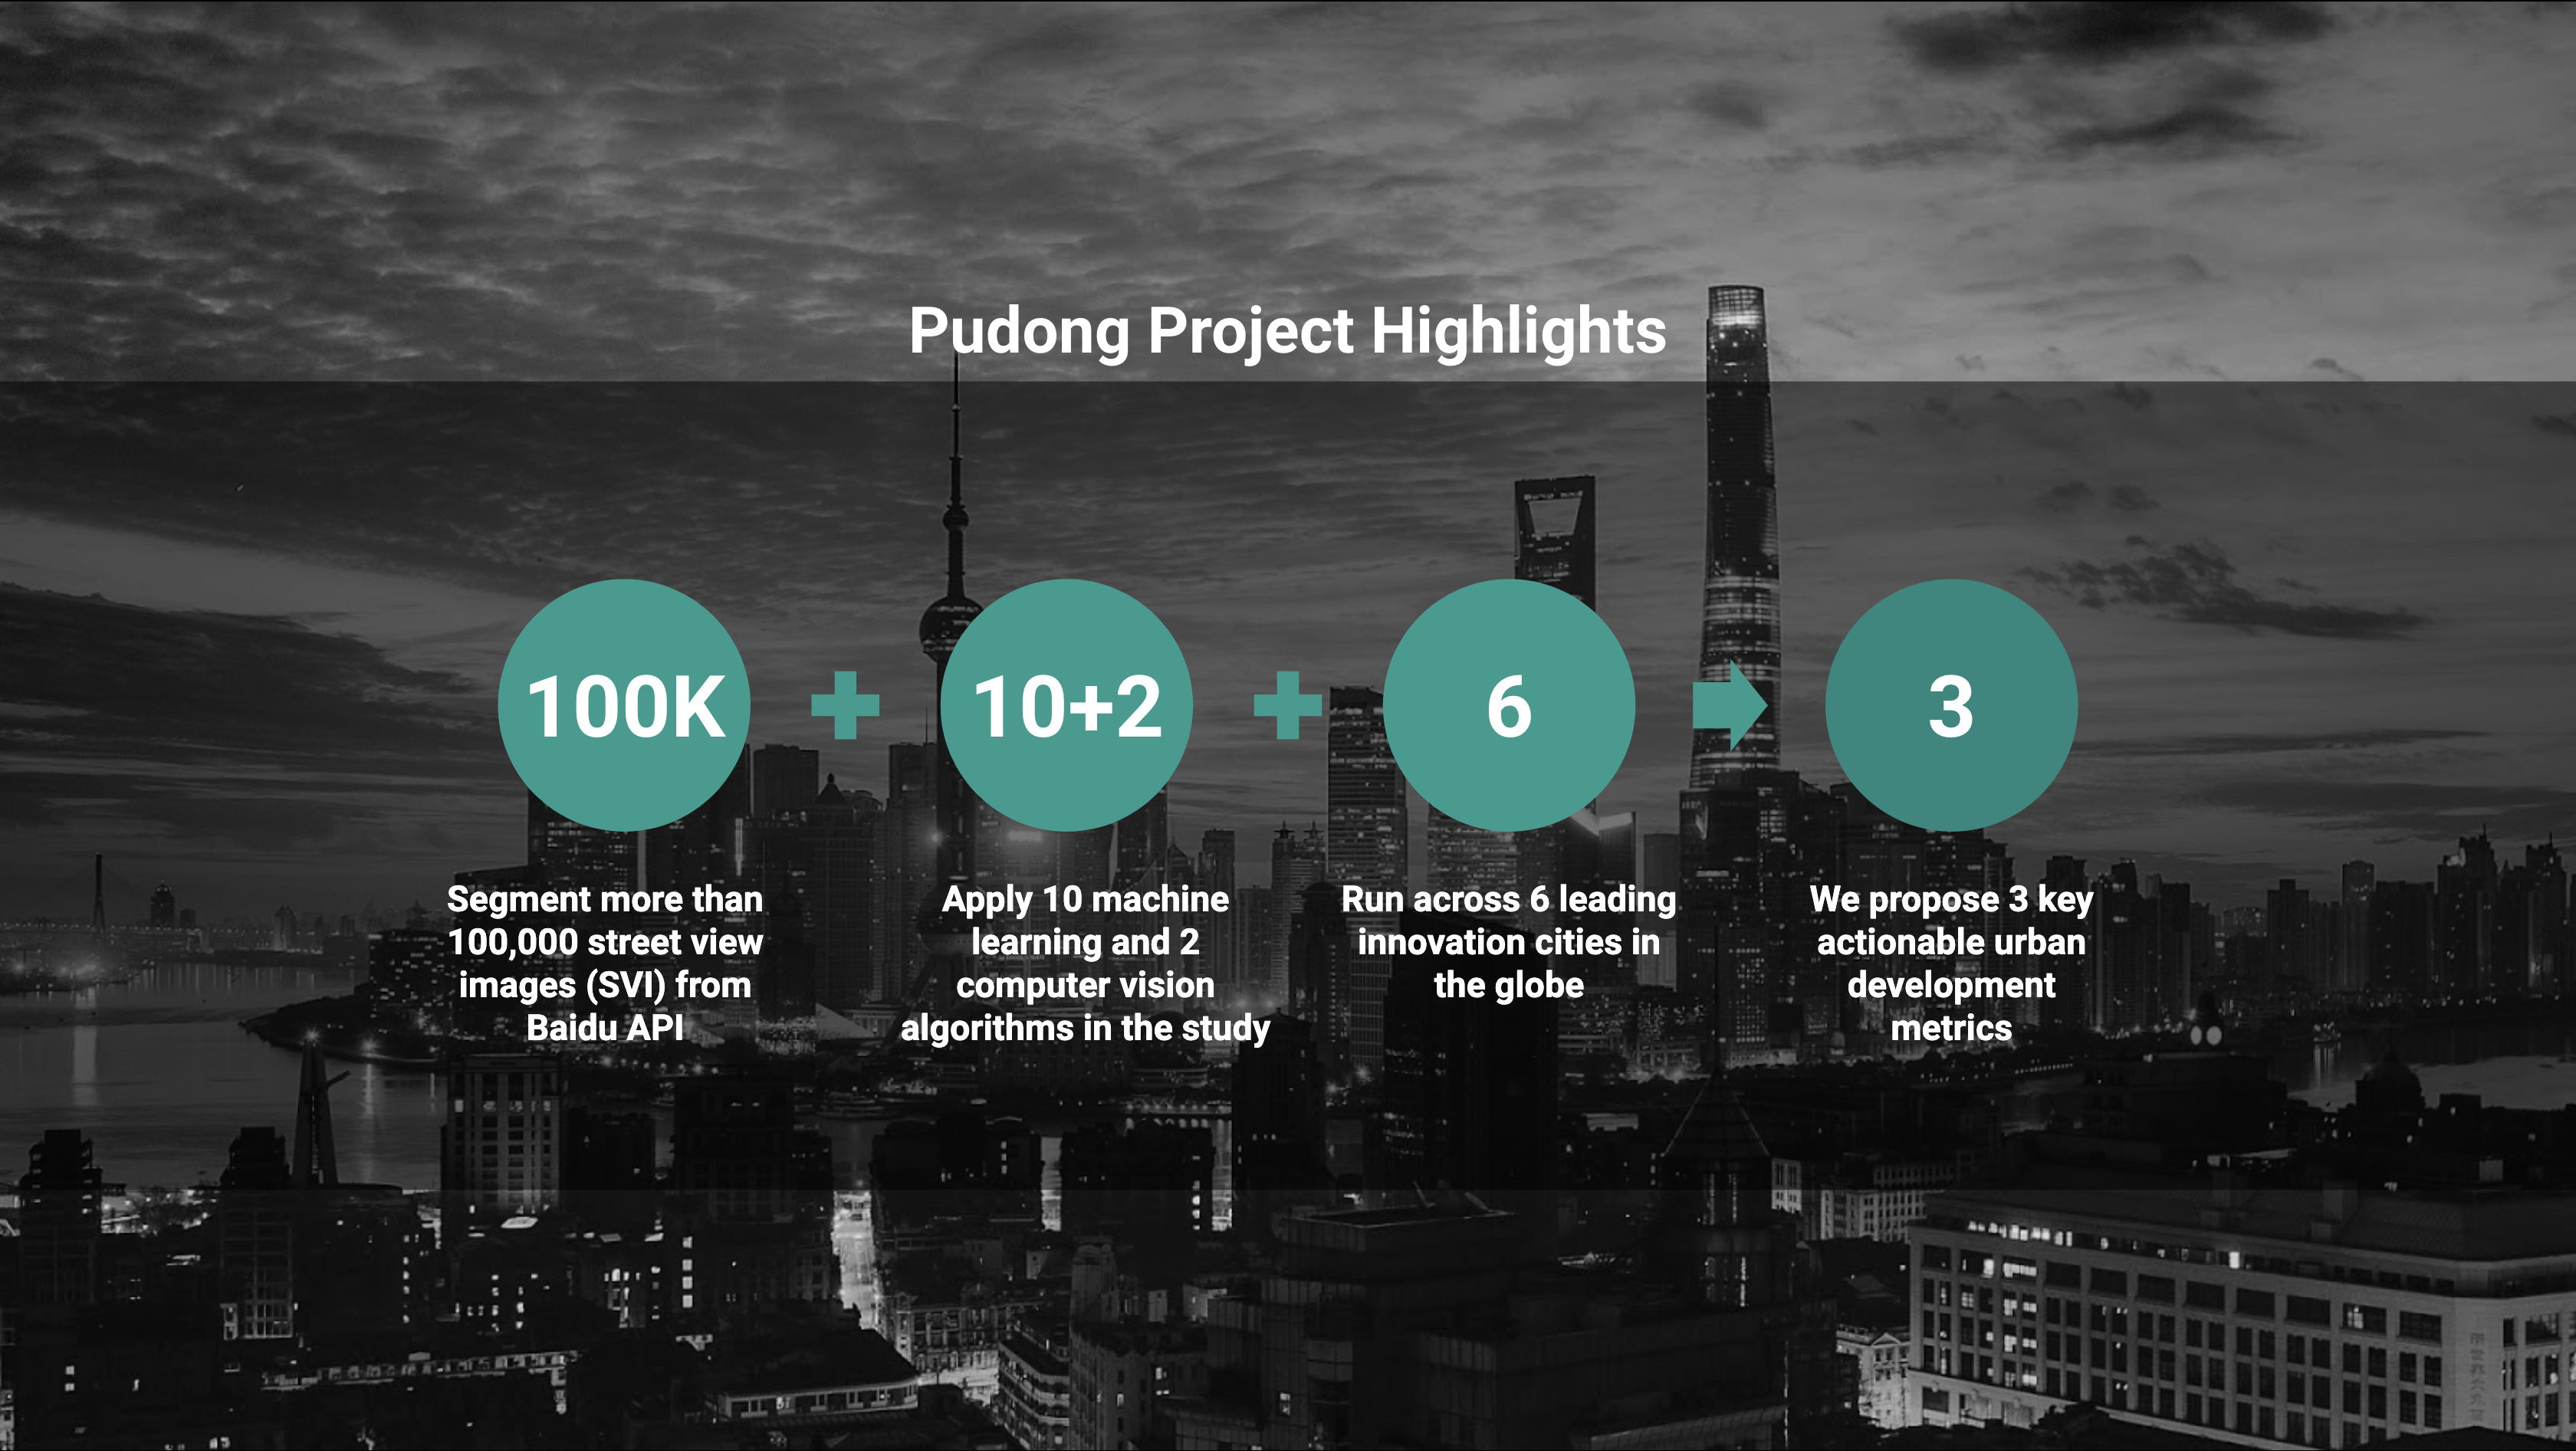 Pudong Project Highlights
100K
10+2
6
3
Segment more than
100,000 street view
images (SVI) from
Baidu API
Apply 10 machine
learning and 2
computer vision
algorithms in the study
Run across 6 leading
innovation cities in
the globe
We propose 3 key
actionable urban
development
metrics